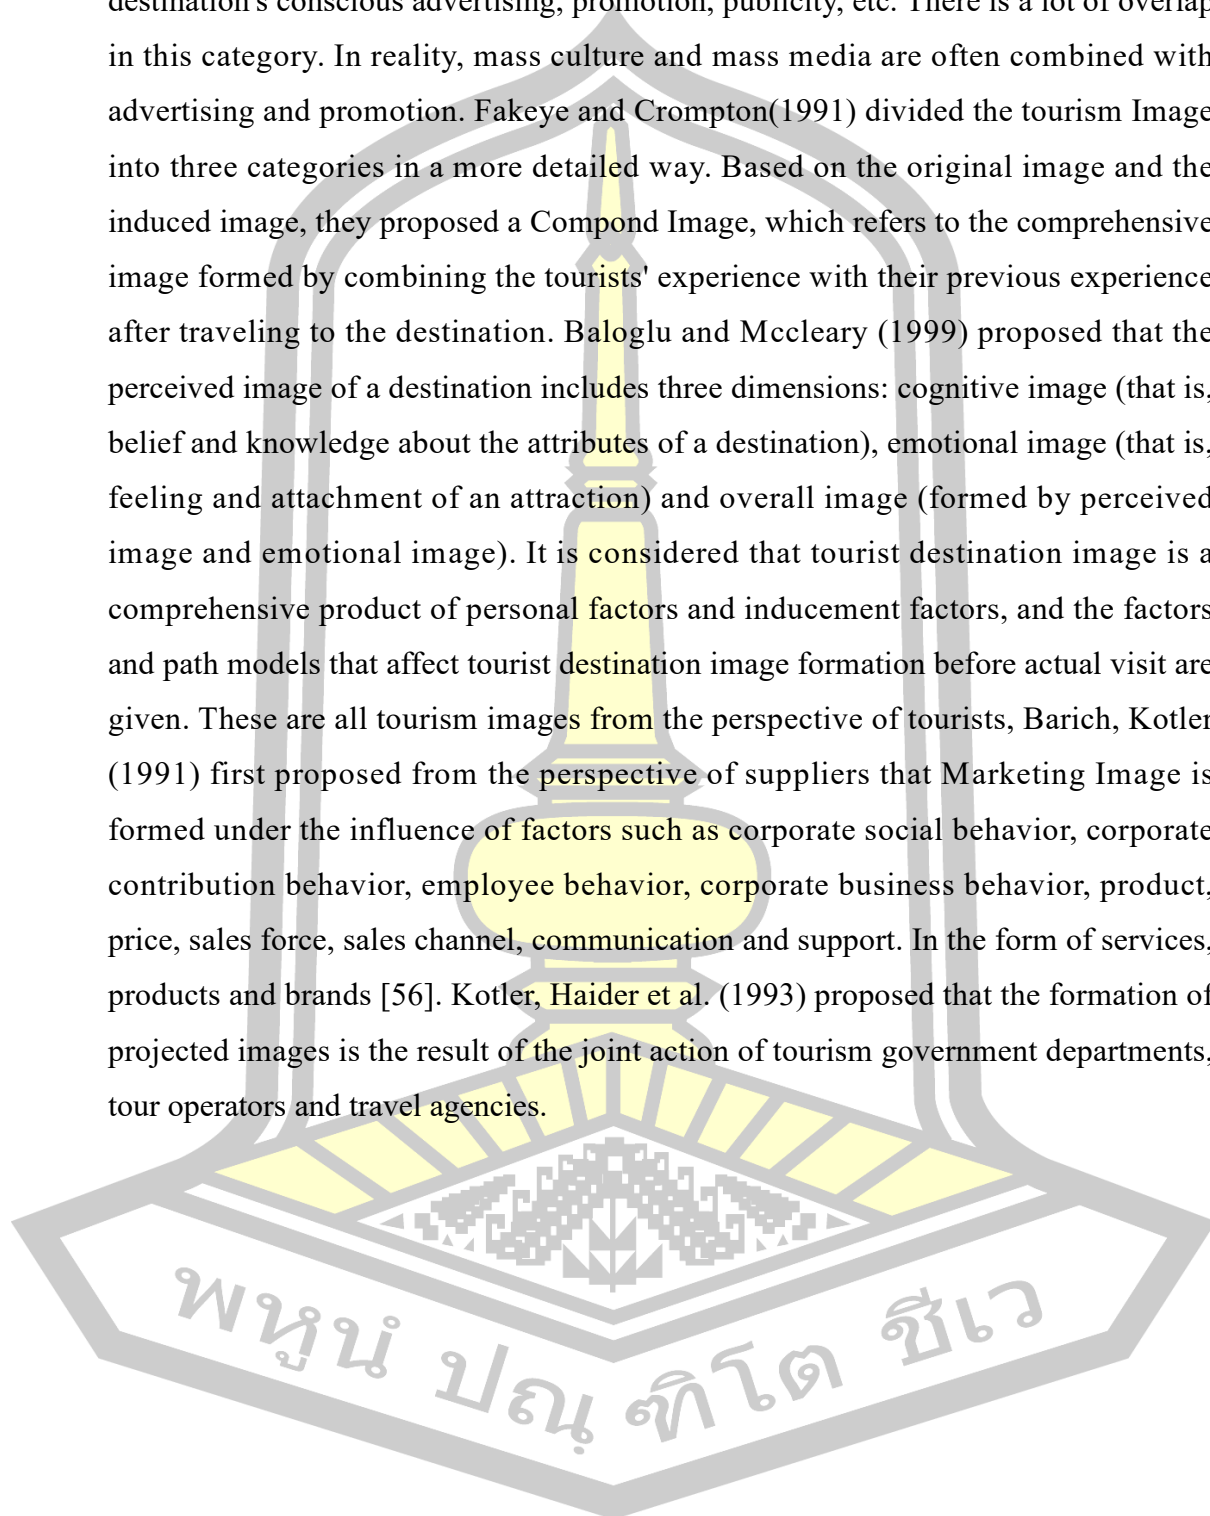 destination's conscious advertising, promotion, publicity, etc. There is a lot of overlap
in this category. In reality, mass culture and mass media are often combined with
advertising and promotion. Fakeye and Crompton(1991) divided the tourism Image
into three categories in a more detailed way. Based on the original image and the
induced image, they proposed a Compond Image, which refers to the comprehensive
image formed by combining the tourists' experience with their previous experience
after traveling to the destination. Baloglu and Mccleary (1999) proposed that the
perceived image of a destination includes three dimensions: cognitive image (that is,
belief and knowledge about the attributes of a destination), emotional image (that is,
feeling and attachment of an attraction) and overall image (formed by perceived
image and emotional image). It is considered that tourist destination image is a
comprehensive product of personal factors and inducement factors, and the factors
and path models that affect tourist destination image formation before actual visit are
given. These are all tourism images from the perspective of tourists, Barich, Kotler
(1991) first proposed from the perspective of suppliers that Marketing Image is
formed under the influence of factors such as corporate social behavior, corporate
contribution behavior, employee behavior, corporate business behavior, product,
price, sales force, sales channel, communication and support. In the form of services,
products and brands [56]. Kotler, Haider et al. (1993) proposed that the formation of
projected images is the result of the joint action of tourism government departments,
tour operators and travel agencies.
พหูนํ ปณฺ ฑิโต ชีเว